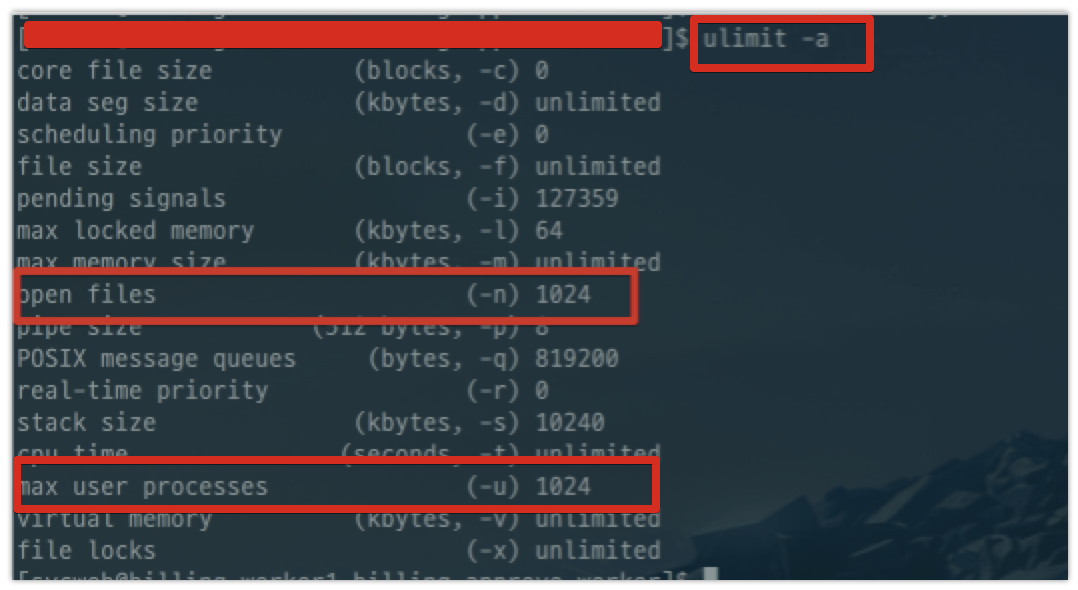 [ ]$ ulimit -a
core file size (blocks, -c) 0
data seg size (kbytes, -d) unlimited
scheduling priority (-e) 0
file size (blocks, -f) unlimited
pending signals (-i) 127359
max locked memory (kbytes, -l) 64
max memory size (kbytes, -m) unlimited
open files (-n) 1024
pipe size (512 bytes, -p) 8
POSIX message queues (bytes, -q) 819200
real-time priority (-r) 0
stack size (kbytes, -s) 10240
cpu time (seconds, -t) unlimited
max user processes (-u) 1024
virtual memory (kbytes, -v) unlimited
file locks (-x) unlimited
[sysweb@billing-worker1 billing-approve-worker]$